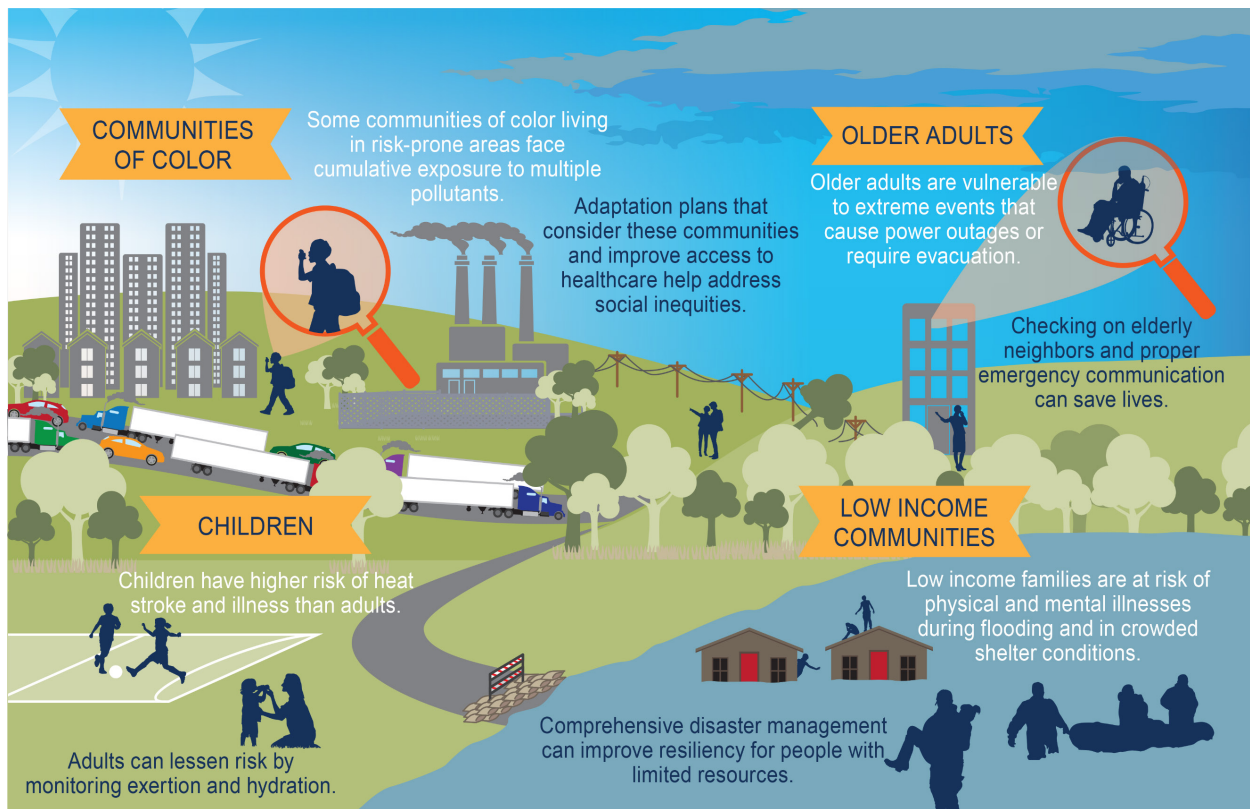 COMMUNITIES
OF COLOR
Some communities of color living
in risk-prone areas face
cumulative exposure to multiple
pollutants.
Adaptation plans that
consider these communities
and improve access to
healthcare help address
social inequities.
OLDER ADULTS
Older adults are vulnerable
to extreme events that
cause power outages or
require evacuation.
Checking on elderly
neighbors and proper
emergency communication
can save lives.
CHILDREN
Children have higher risk of heat
stroke and illness than adults.
Adults can lessen risk by
monitoring exertion and hydration.
LOW INCOME
COMMUNITIES
Low income families are at risk of
physical and mental illnesses
during flooding and in crowded
shelter conditions.
Comprehensive disaster management
can improve resiliency for people with
limited resources.